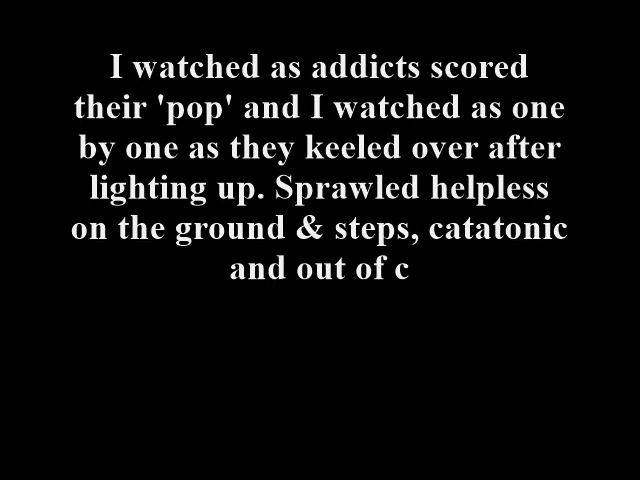 I watched as addicts scored
their 'pop' and I watched as one
by one as they keeled over after
lighting up. Sprawled helpless
on the ground & steps, catatonic
and out of c